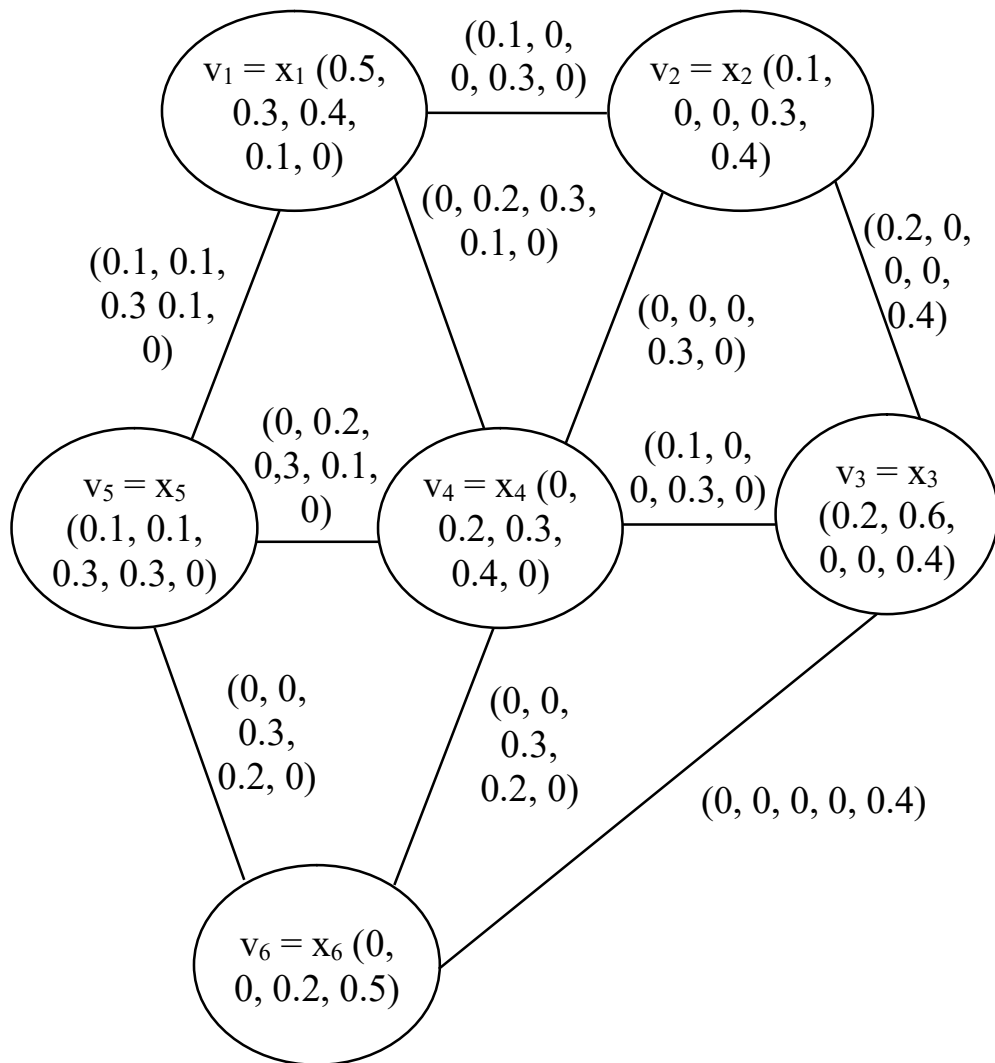 (0.1, 0,
0, 0.3, 0)
v₁ = x₁ (0.5,
0.3, 0.4,
0.1, 0)
v₂ = x₂ (0.1,
0, 0, 0.3,
0.4)
(0, 0.2, 0.3,
0.1, 0)
(0.2, 0,
0, 0,
0.4)
(0.1, 0.1,
0.3 0.1,
0)
(0, 0, 0,
0.3, 0)
(0, 0.2,
0,3, 0.1,
0)
(0.1, 0,
0, 0.3, 0)
v₅ = x₅
(0.1, 0.1,
0.3, 0.3, 0)
v₄ = x₄ (0,
0.2, 0.3,
0.4, 0)
v₃ = x₃
(0.2, 0.6,
0, 0, 0.4)
(0, 0,
0.3,
0.2, 0)
(0, 0,
0.3,
0.2, 0)
(0, 0, 0, 0, 0.4)
v₆ = x₆ (0,
0, 0.2, 0.5)